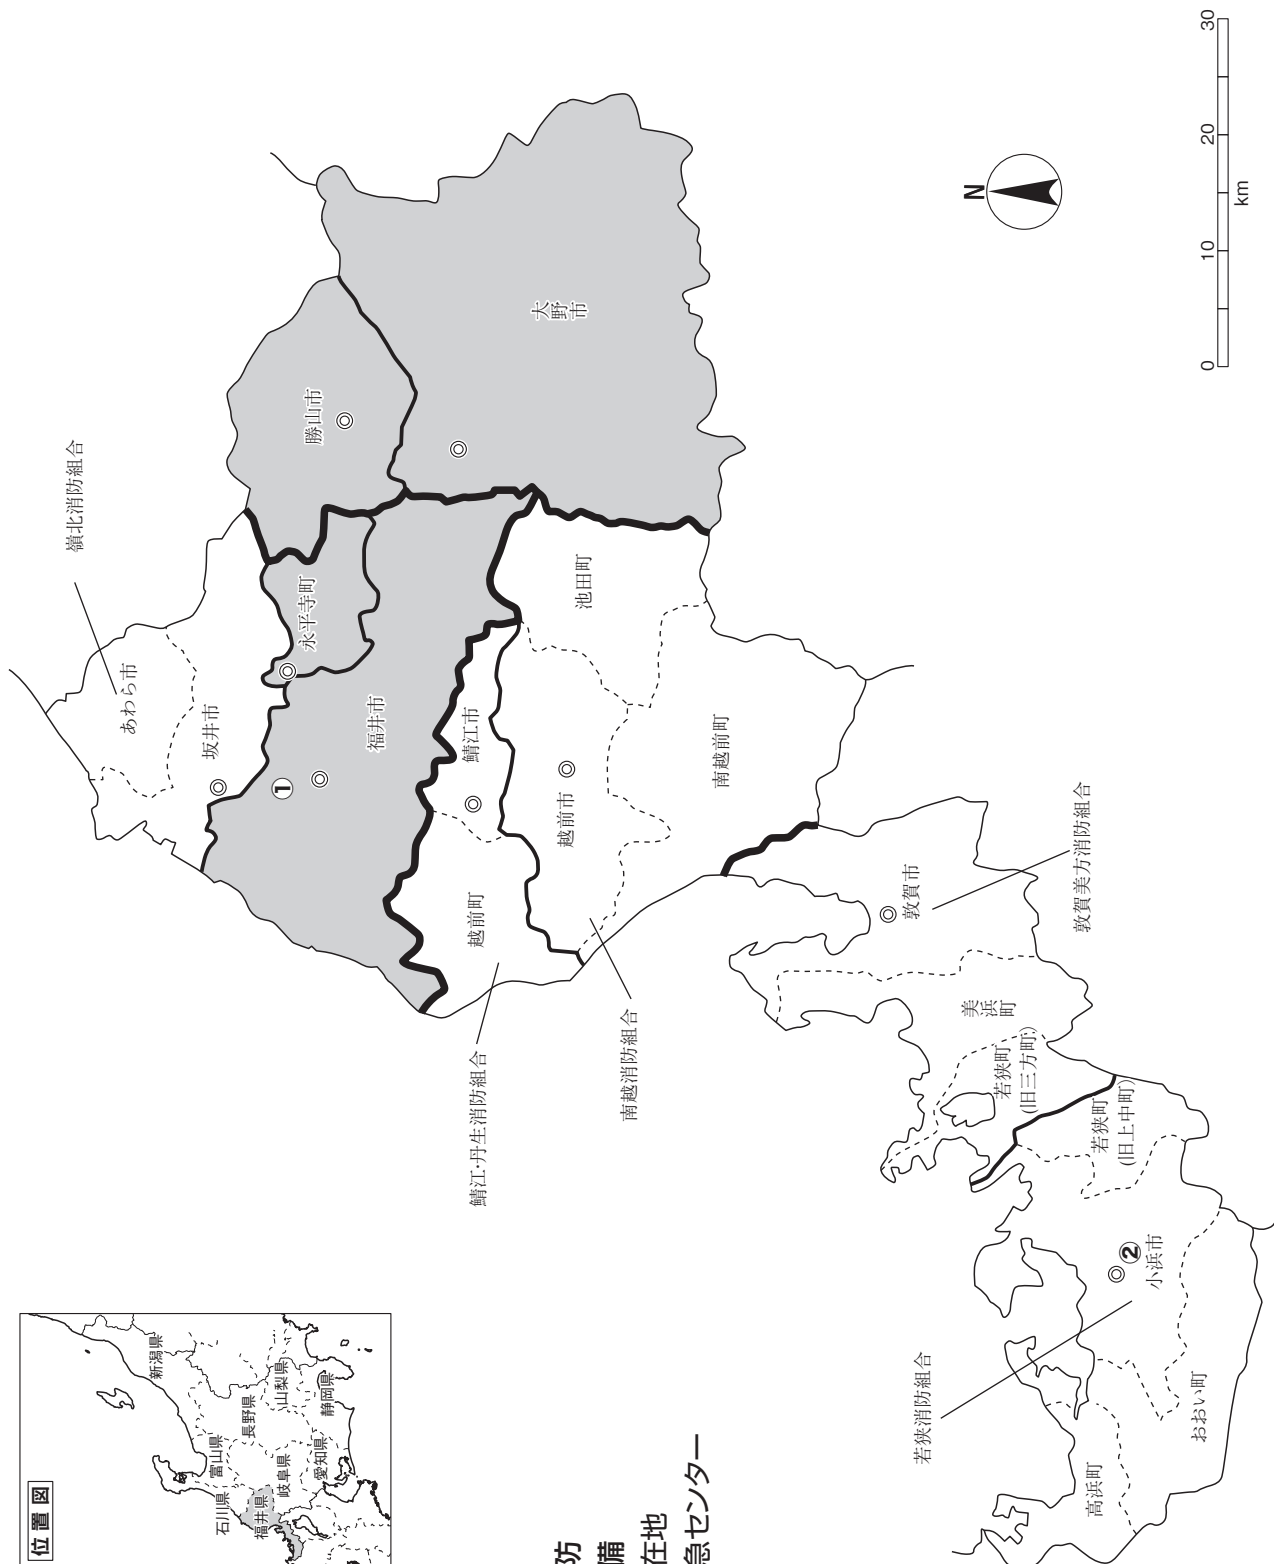 位置図
新潟県
富山県
石川県
長野県
福井県
岐阜県
山梨県
愛知県
静岡県
防
備
在地
急センター
嶺北消防組合
あわら市
坂井市
永平寺町
勝山市
①
福井市
大野市
鯖江市
越前町
池田町
越前市
南越前町
鯖江・丹生消防組合
南越消防組合
敦賀市
敦賀美方消防組合
美浜町
若狭町
(旧三方町)
若狭町
(旧上中町)
②
小浜市
若狭消防組合
おおい町
高浜町
N
0
10
20
30
km